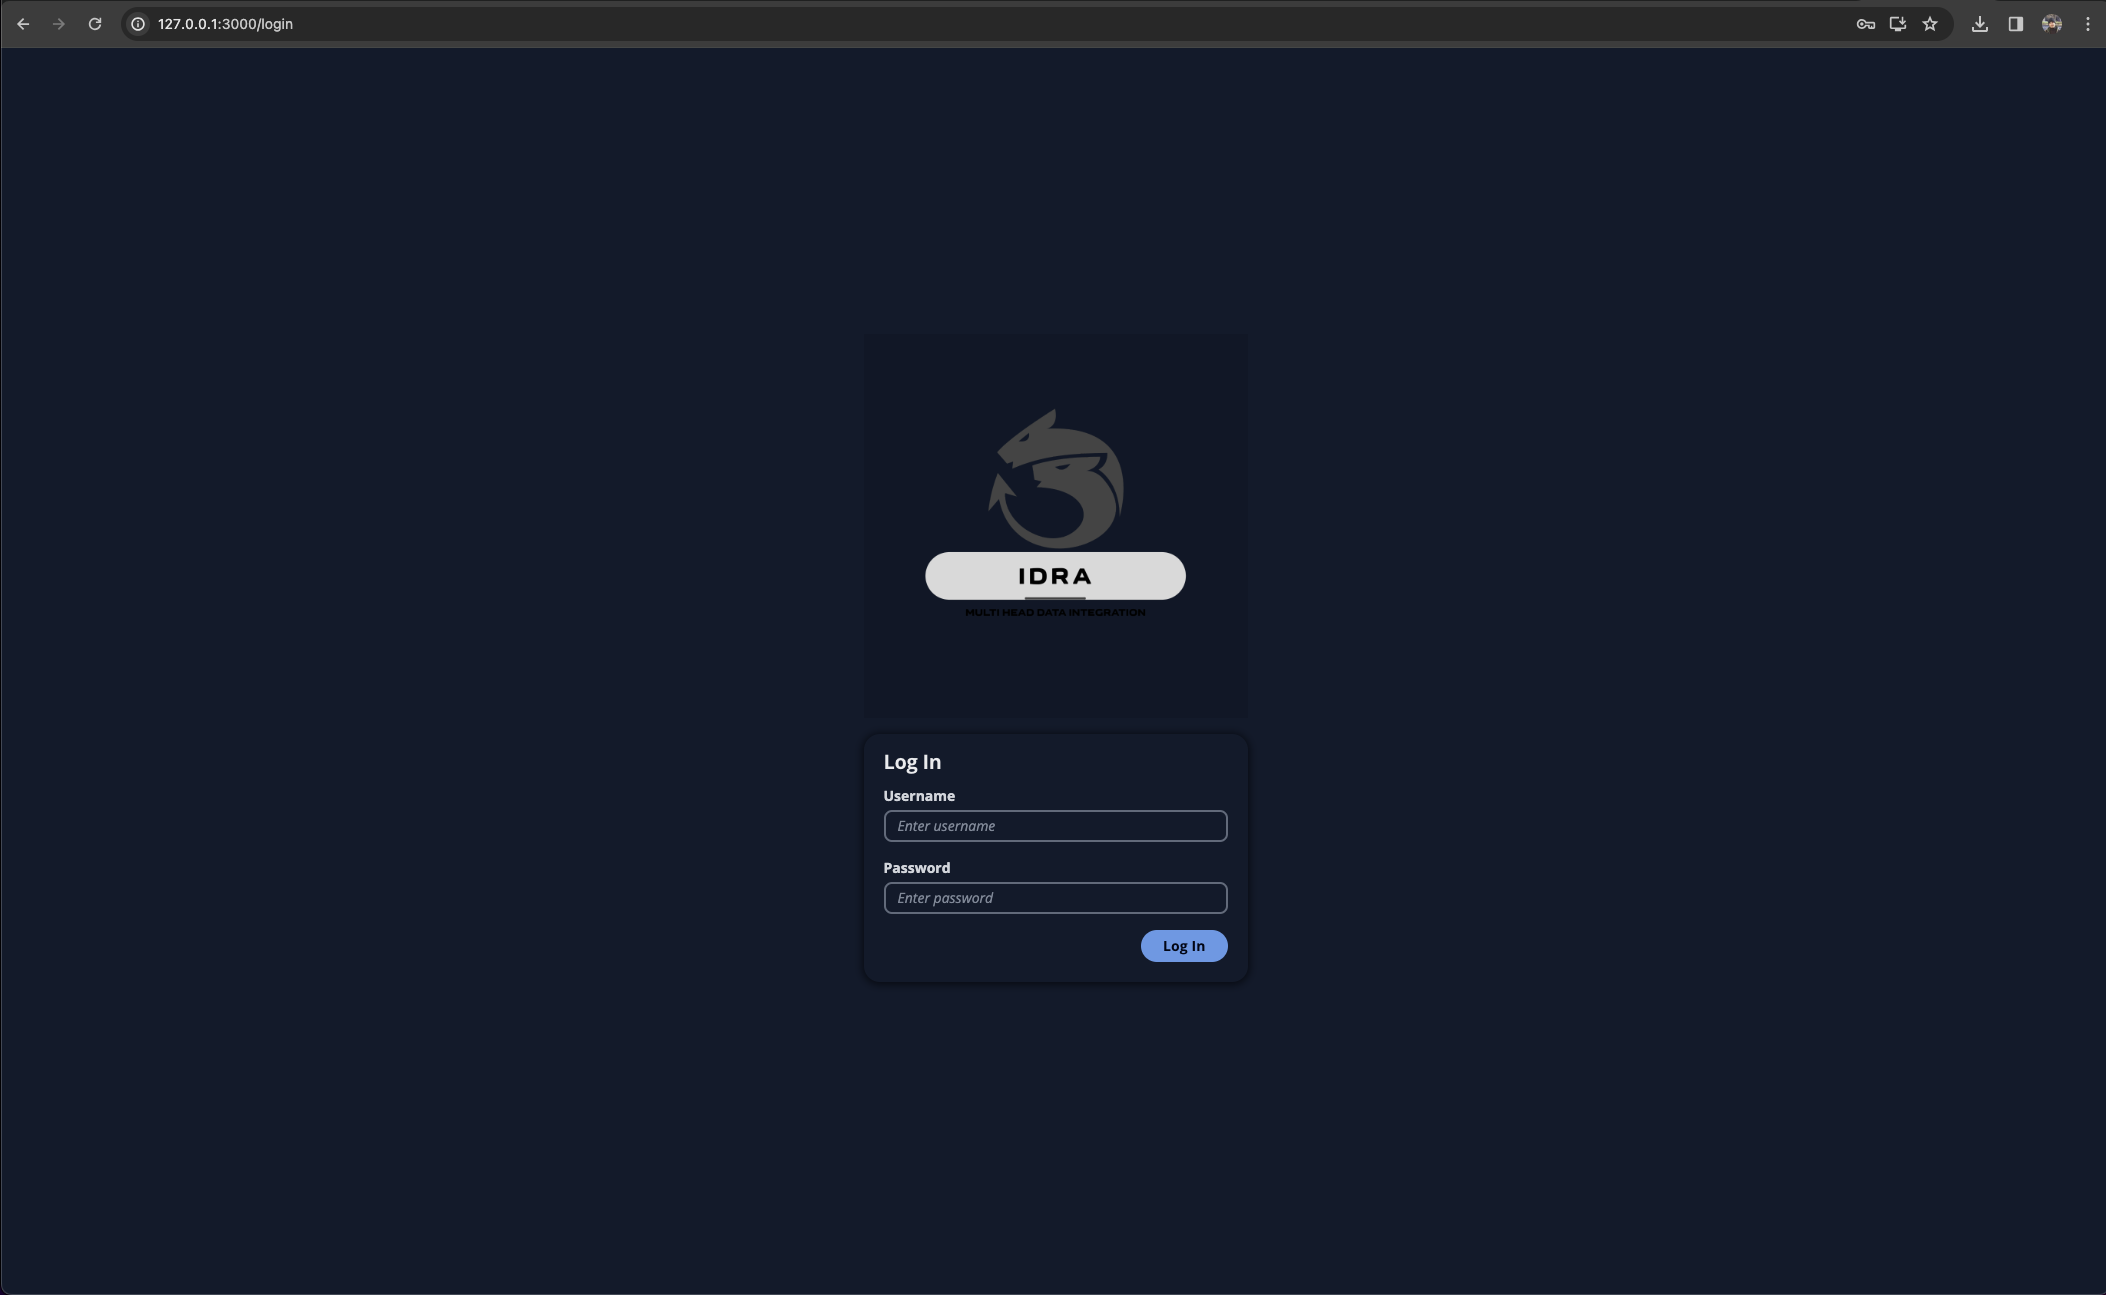 127.0.0.1:3000/login
IDRA
MULTI HEAD DATA INTEGRATION
Log In
Username
Enter username
Password
Enter password
Log In